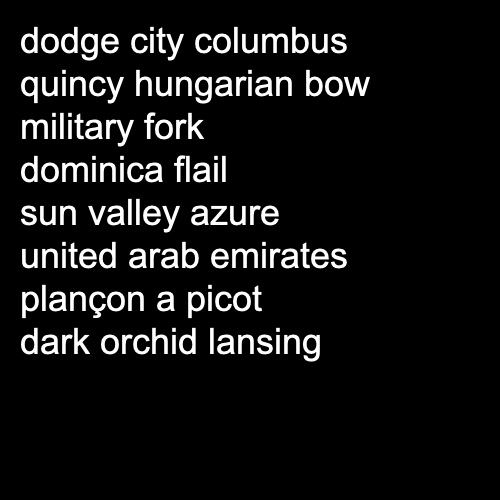 dodge city columbus
quincy hungarian bow
military fork
dominica flail
sun valley azure
united arab emirates
plançon a picot
dark orchid lansing